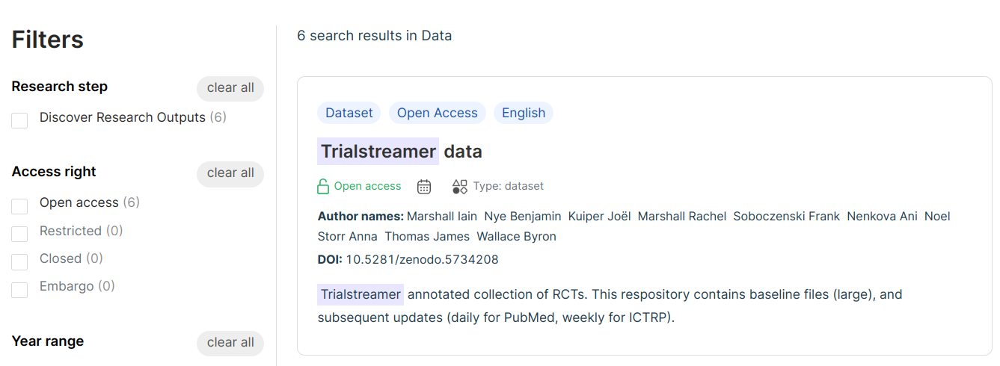 Filters
Research step
clear all
Discover Research Outputs (6)
Access right
clear all
Open access (6)
Restricted (0)
Closed (0)
Embargo (0)
Year range
clear all
6 search results in Data
Dataset Open Access English
Trialstreamer data
Open access Type: dataset
Author names: Marshall Iain Nye Benjamin Kuiper Joël Marshall Rachel Soboczenski Frank Nenkova Ani Noel
Storr Anna Thomas James Wallace Byron
DOI: 10.5281/zenodo.5734208
Trialstreamer annotated collection of RCTs. This respository contains baseline files (large), and
subsequent updates (daily for PubMed, weekly for ICTRP).